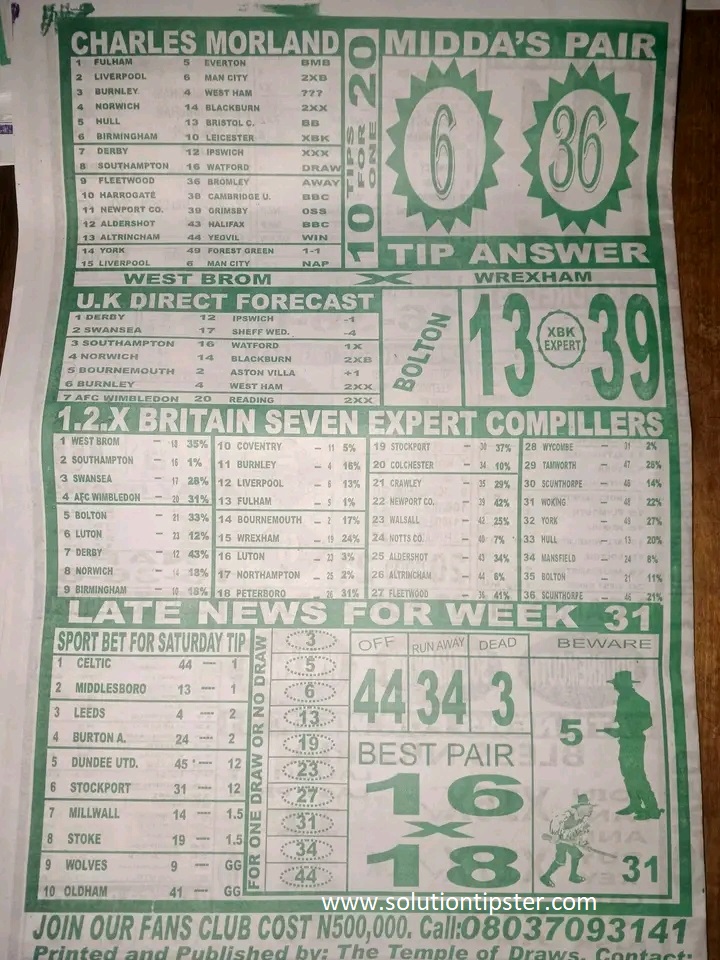 CHARLES MORLAND
1 FULHAM 5 EVERTON BMB
2 LIVERPOOL 6 MAN CITY 2XB
3 BURNLEY 4 WEST HAM 777
4 NORWICH 14 BLACKBURN 2XX
5 HULL 13 BRISTOL C. BB
6 BIRMINGHAM 10 LEICESTER XBK
7 DERBY 12 IPSWICH XXX
8 SOUTHAMPTON 16 WATFORD DRAW
9 FLEETWOOD 36 BROMLEY AWAY
10 HARROGATE 38 CAMBRIDGE U. BBC
11 NEWPORT CO. 39 GRIMSBY OSS
12 ALDERSHOT 43 HALIFAX BBC
13 ALTRINCHAM 44 YEOVIL WIN
14 YORK 49 FOREST GREEN 1-1
15 LIVERPOOL 6 MAN CITY NAP
10 TIPS FOR ONE 20
MIDDA'S PAIR
6 36
TIP ANSWER
WEST BROM X WREXHAM
U.K DIRECT FORECAST
1 DERBY 12 IPSWICH -1
2 SWANSEA 17 SHEFF WED. -4
3 SOUTHAMPTON 16 WATFORD 1X
4 NORWICH 14 BLACKBURN 2XB
5 BOURNEMOUTH 2 ASTON VILLA +1
6 BURNLEY 4 WEST HAM 2XX
7 AFC WIMBLEDON 20 READING 2XX
BOLTON
13 XBK EXPERT 39
1.2.X BRITAIN SEVEN EXPERT COMPILLERS
1 WEST BROM - 18 35%
2 SOUTHAMPTON - 16 1%
3 SWANSEA - 17 28%
4 AFC WIMBLEDON - 20 31%
5 BOLTON - 21 33%
6 LUTON - 23 12%
7 DERBY - 12 43%
8 NORWICH - 14 18%
9 BIRMINGHAM - 10 18%
10 COVENTRY - 11 5%
11 BURNLEY - 4 16%
12 LIVERPOOL - 6 13%
13 FULHAM - 5 1%
14 BOURNEMOUTH - 2 17%
15 WREXHAM - 19 24%
16 LUTON - 23 3%
17 NORTHAMPTON - 25 2%
18 PETERBORO - 26 31%
19 STOCKPORT - 30 37%
20 COLCHESTER - 34 10%
21 CRAWLEY - 35 29%
22 NEWPORT CO. - 39 42%
23 WALSALL - 42 25%
24 NOTTS CO. - 40 7%
25 ALDERSHOT - 43 34%
26 ALTRINCHAM - 44 6%
27 FLEETWOOD - 36 41%
28 WYCOMBE - 31 2%
29 TAMWORTH - 47 26%
30 SCUNTHORPE - 46 14%
31 WOKING - 48 22%
32 YORK - 49 27%
33 HULL - 13 20%
34 MANSFIELD - 24 8%
35 BOLTON - 21 11%
36 SCUNTHORPE - 46 21%
LATE NEWS FOR WEEK 31
SPORT BET FOR SATURDAY TIP
1 CELTIC 44 — 1
2 MIDDLESBORO 13 — 1
3 LEEDS 4 — 2
4 BURTON A. 24 — 2
5 DUNDEE UTD. 45 — 12
6 STOCKPORT 31 — 12
7 MILLWALL 14 — 1.5
8 STOKE 19 — 1.5
9 WOLVES 9 — GG
10 OLDHAM 41 — GG
FOR ONE DRAW OR NO DRAW
3
5
6
13
19
23
27
31
34
44
OFF RUN AWAY DEAD
44 34 3
BEST PAIR
16
X
18
BEWARE
5
31
www.solutiontipster.com
JOIN OUR FANS CLUB COST N500,000. Call:08037093141
Printed and Published by: The Temple of Draws. Contact: